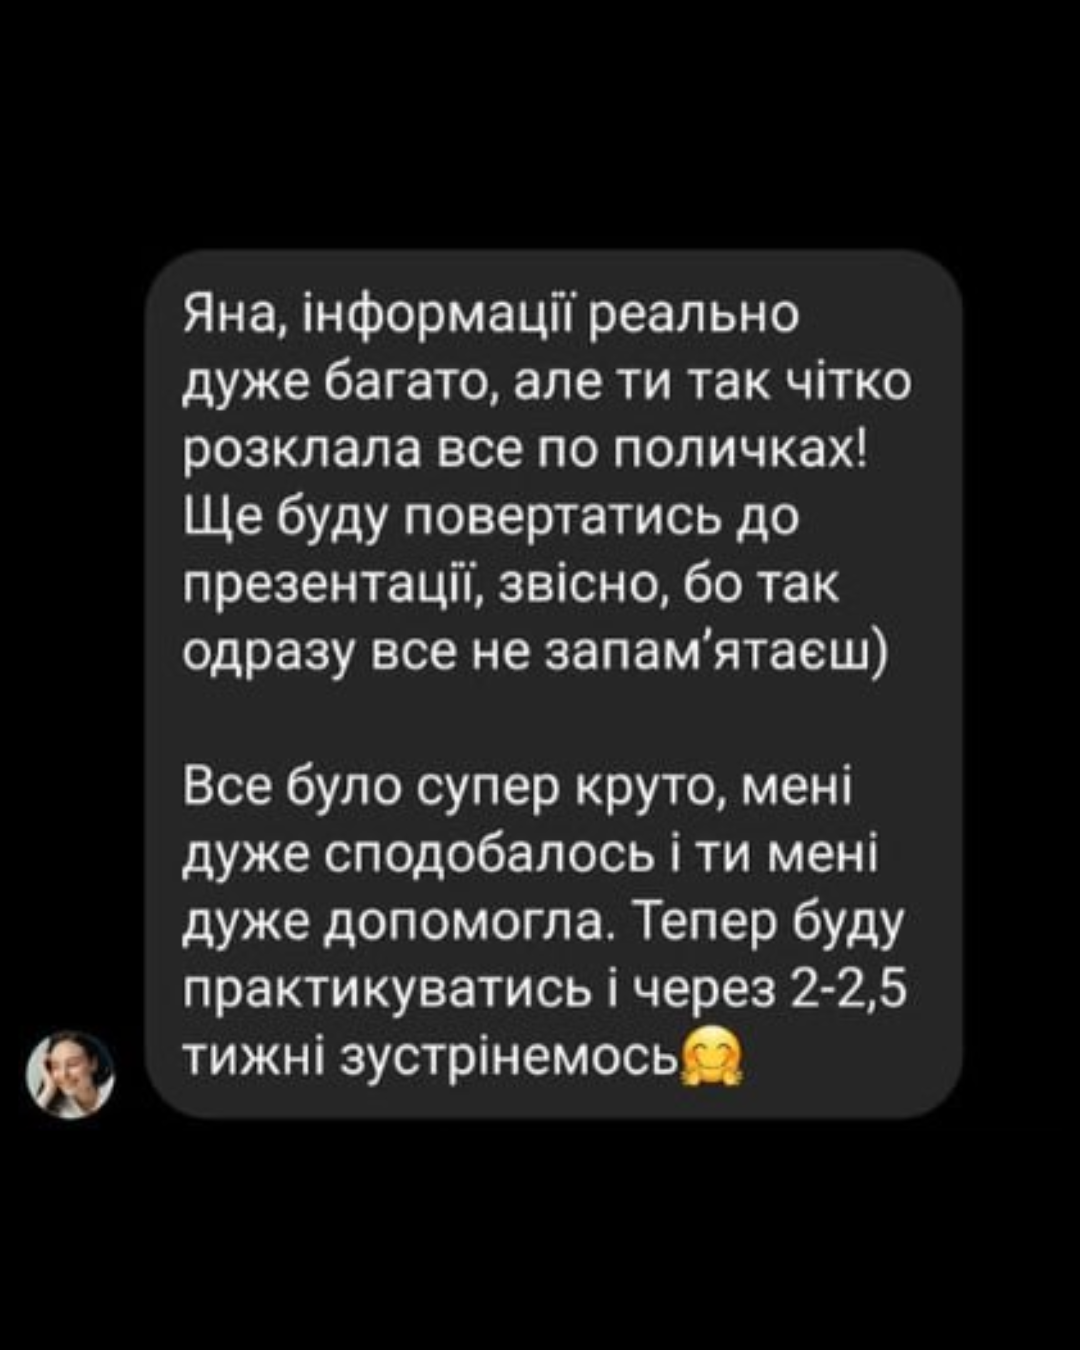 Яна, інформації реально
дуже багато, але ти так чітко
розклала все по поличках!
Ще буду повертатись до
презентації, звісно, бо так
одразу все не запам’ятаєш)
Все було супер круто, мені
дуже сподобалось і ти мені
дуже допомогла. Тепер буду
практикуватись і через 2-2,5
тижні зустрінемось🤗